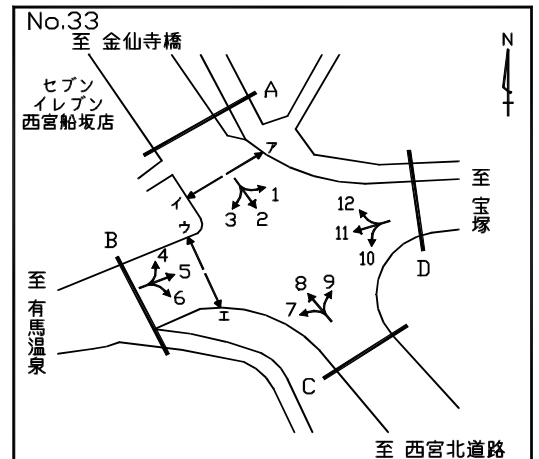 No.33
至 金仙寺橋
N
セブン
イレブン
西宮船坂店
A
ア
イ
1
2
3
至 宝塚
12
11
10
D
ウ
B
4
5
6
エ
至 有馬温泉
8
9
7
C
至 西宮北道路